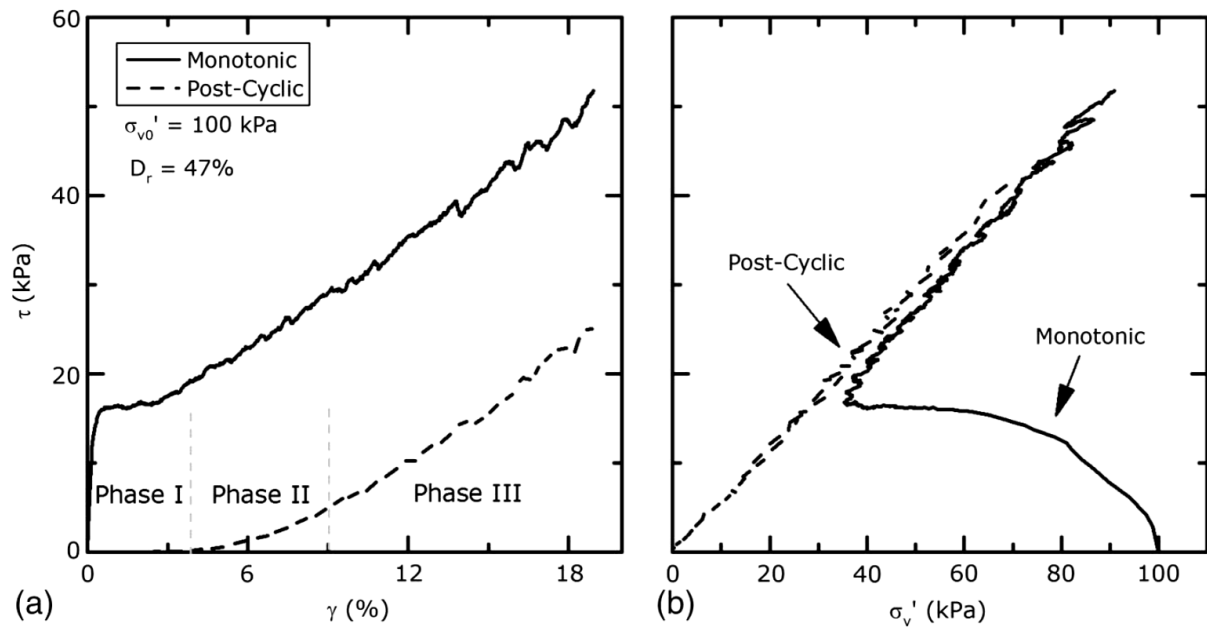 60
40
20
0
τ (kPa)
Monotonic
Post-Cyclic
σv0' = 100 kPa
Dr = 47%
Phase I
Phase II
Phase III
0
6
12
18
(a)
γ (%)
Post-Cyclic
Monotonic
0
20
40
60
80
100
(b)
σv' (kPa)